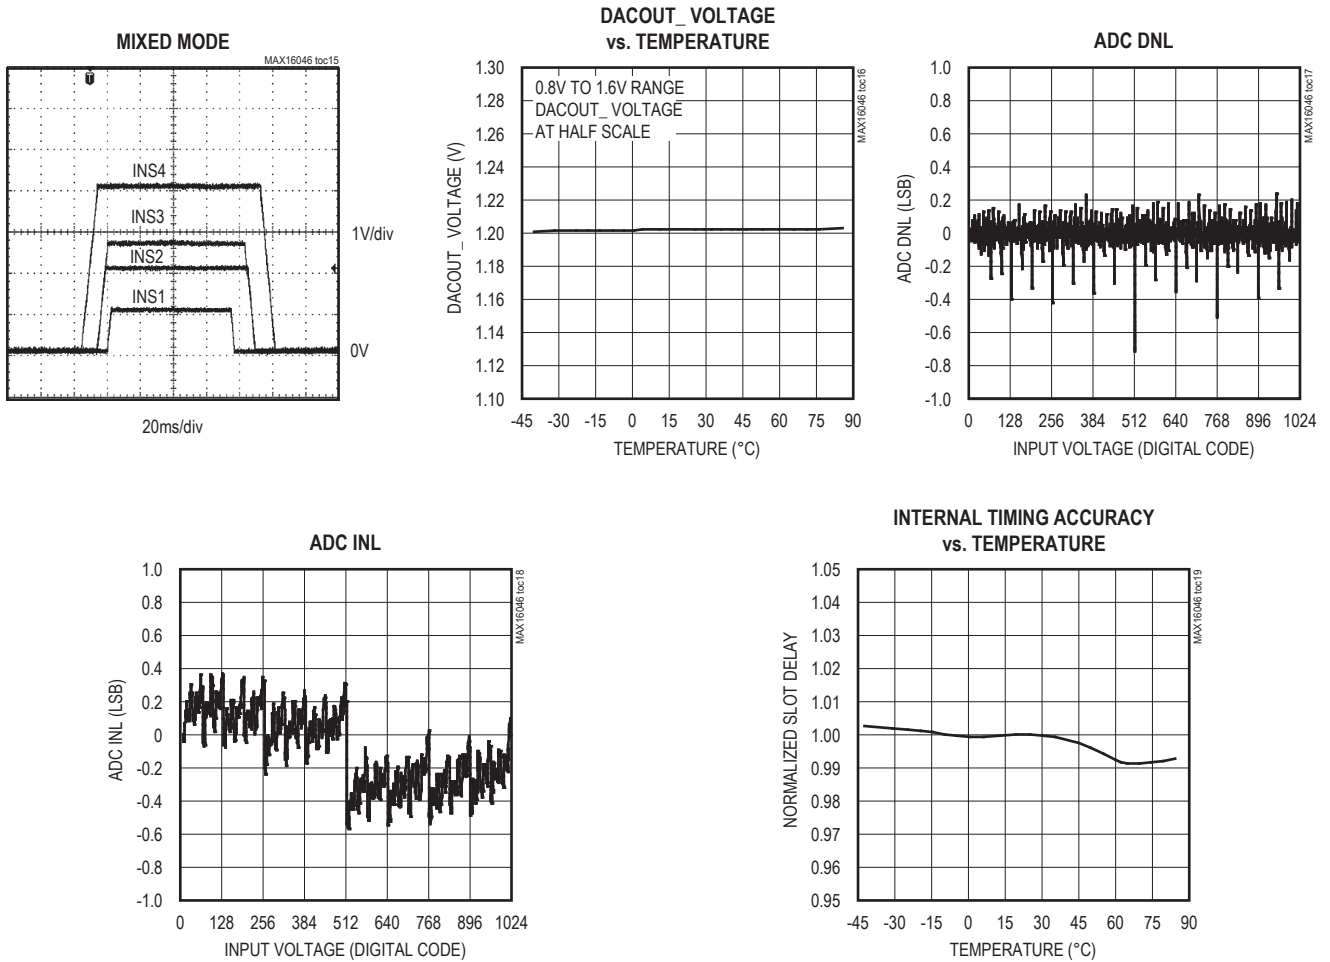 MIXED MODE
MAX16046 toc15
T
INS4
INS3
INS2
INS1
1V/div
0V
20ms/div
DACOUT_ VOLTAGE
vs. TEMPERATURE
MAX16046 toc16
0.8V TO 1.6V RANGE
DACOUT_ VOLTAGE
AT HALF SCALE
DACOUT_ VOLTAGE (V)
1.30
1.28
1.26
1.24
1.22
1.20
1.18
1.16
1.14
1.12
1.10
-45 -30 -15 0 15 30 45 60 75 90
TEMPERATURE (°C)
ADC DNL
MAX16046 toc17
ADC DNL (LSB)
1.0
0.8
0.6
0.4
0.2
0
-0.2
-0.4
-0.6
-0.8
-1.0
0 128 256 384 512 640 768 896 1024
INPUT VOLTAGE (DIGITAL CODE)
ADC INL
MAX16046 toc18
ADC INL (LSB)
1.0
0.8
0.6
0.4
0.2
0
-0.2
-0.4
-0.6
-0.8
-1.0
0 128 256 384 512 640 768 896 1024
INPUT VOLTAGE (DIGITAL CODE)
INTERNAL TIMING ACCURACY
vs. TEMPERATURE
MAX16046 toc19
NORMALIZED SLOT DELAY
1.05
1.04
1.03
1.02
1.01
1.00
0.99
0.98
0.97
0.96
0.95
-45 -30 -15 0 15 30 45 60 75 90
TEMPERATURE (°C)